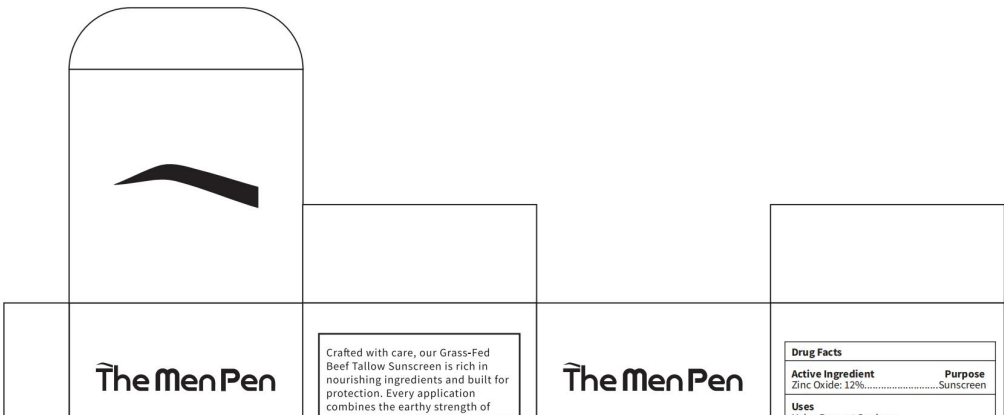 The Men Pen
Crafted with care, our Grass-Fed
Beef Tallow Sunscreen is rich in
nourishing ingredients and built for
protection. Every application
combines the earthy strength of
The Men Pen
Drug Facts
Active Ingredient Purpose
Zinc Oxide: 12%...........................Sunscreen
Uses